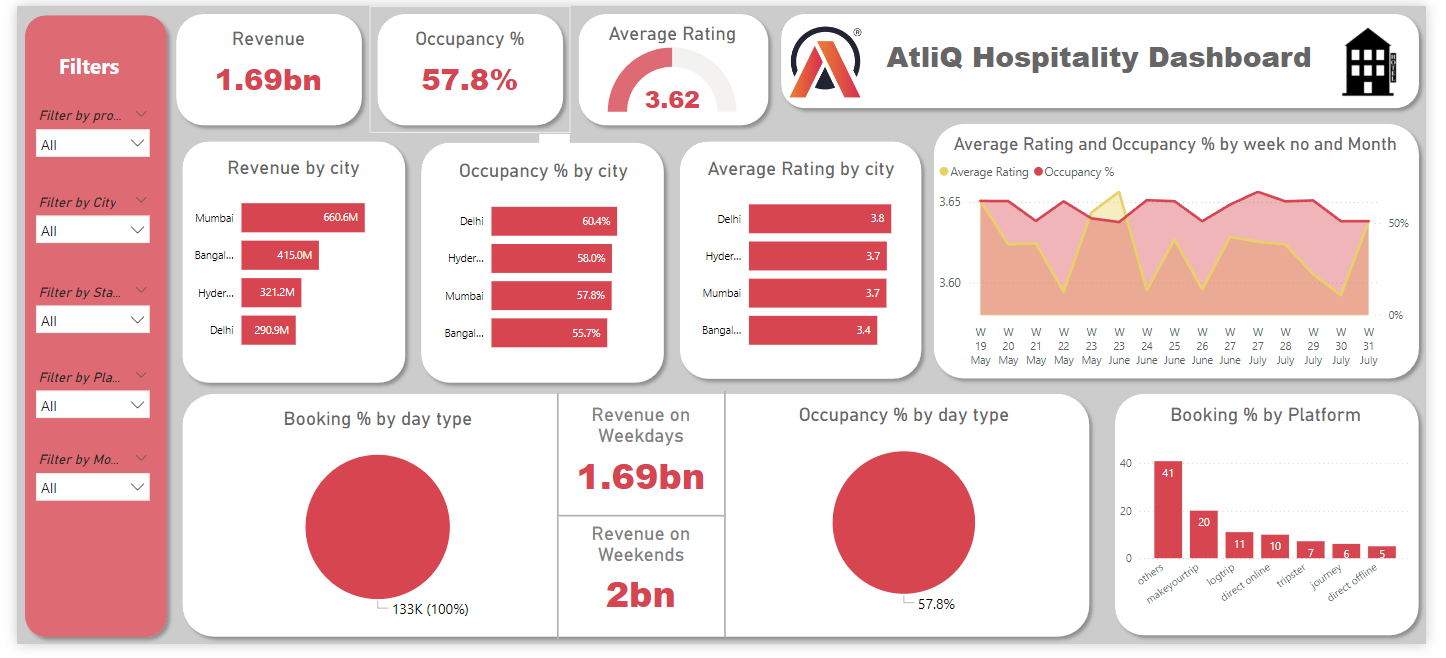 Filters
Filter by pro...
All
Filter by City
All
Filter by Sta...
All
Filter by Pla...
All
Filter by Mo...
All
Revenue
1.69bn
Occupancy %
57.8%
Average Rating
3.62
®
AtliQ Hospitality Dashboard
HOTEL
Revenue by city
Mumbai 660.6M
Bangal... 415.0M
Hyder... 321.2M
Delhi 290.9M
Occupancy % by city
Delhi 60.4%
Hyder... 58.0%
Mumbai 57.8%
Bangal... 55.7%
Average Rating by city
Delhi 3.8
Hyder... 3.7
Mumbai 3.7
Bangal... 3.4
Average Rating and Occupancy % by week no and Month
Average Rating Occupancy %
3.65
50%
3.60
0%
W W W W W W W W W W W W W W W
19 20 21 22 23 23 24 25 26 27 27 28 29 30 31
May May May May May June June June June June July July July July July
Booking % by day type
133K (100%)
Revenue on
Weekdays
1.69bn
Revenue on
Weekends
2bn
Occupancy % by day type
57.8%
Booking % by Platform
40
20
0
41 20 11 10 7 6 5
others makeyourtrip logtrip direct online tripster journey direct offline